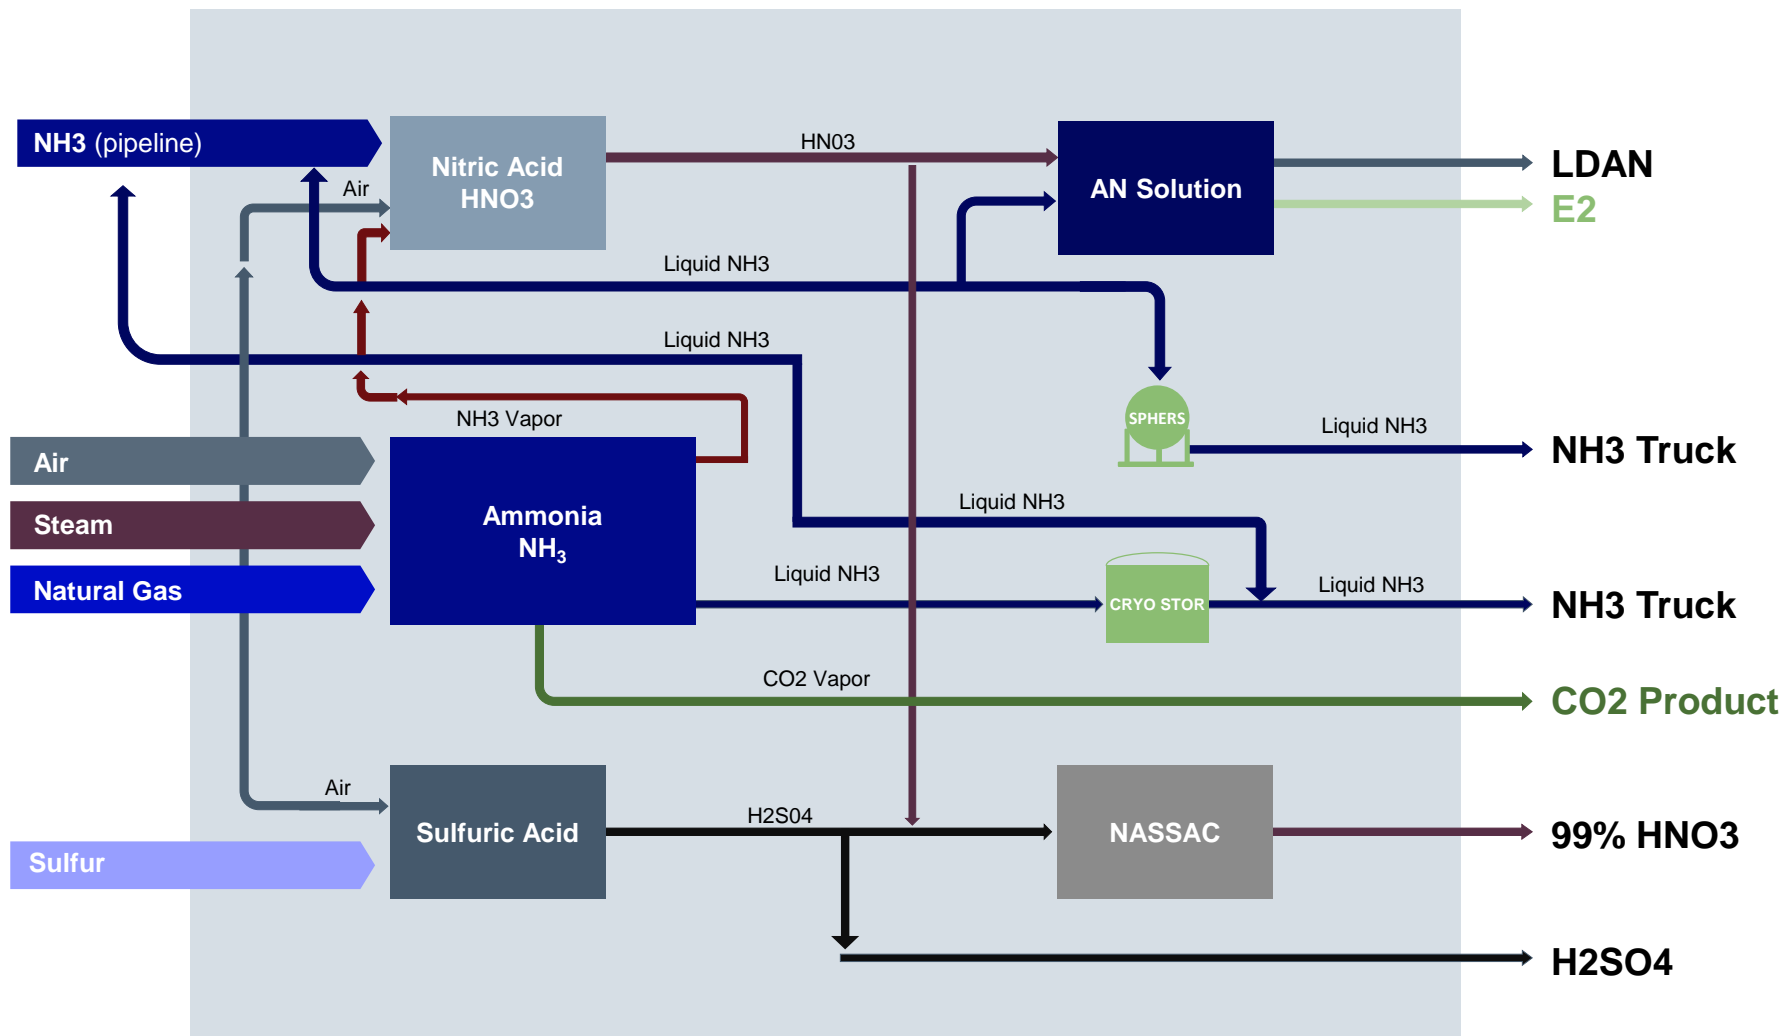 NH3 (pipeline)
Nitric Acid
HNO3
HN03
AN Solution
LDAN
E2
Air
Liquid NH3
Liquid NH3
NH3 Vapor
SPHERS
Liquid NH3
NH3 Truck
Air
Steam
Natural Gas
Ammonia
NH₃
Liquid NH3
Liquid NH3
CRYO STOR
Liquid NH3
NH3 Truck
CO2 Vapor
CO2 Product
Air
Sulfuric Acid
H2S04
NASSAC
99% HNO3
Sulfur
H2SO4